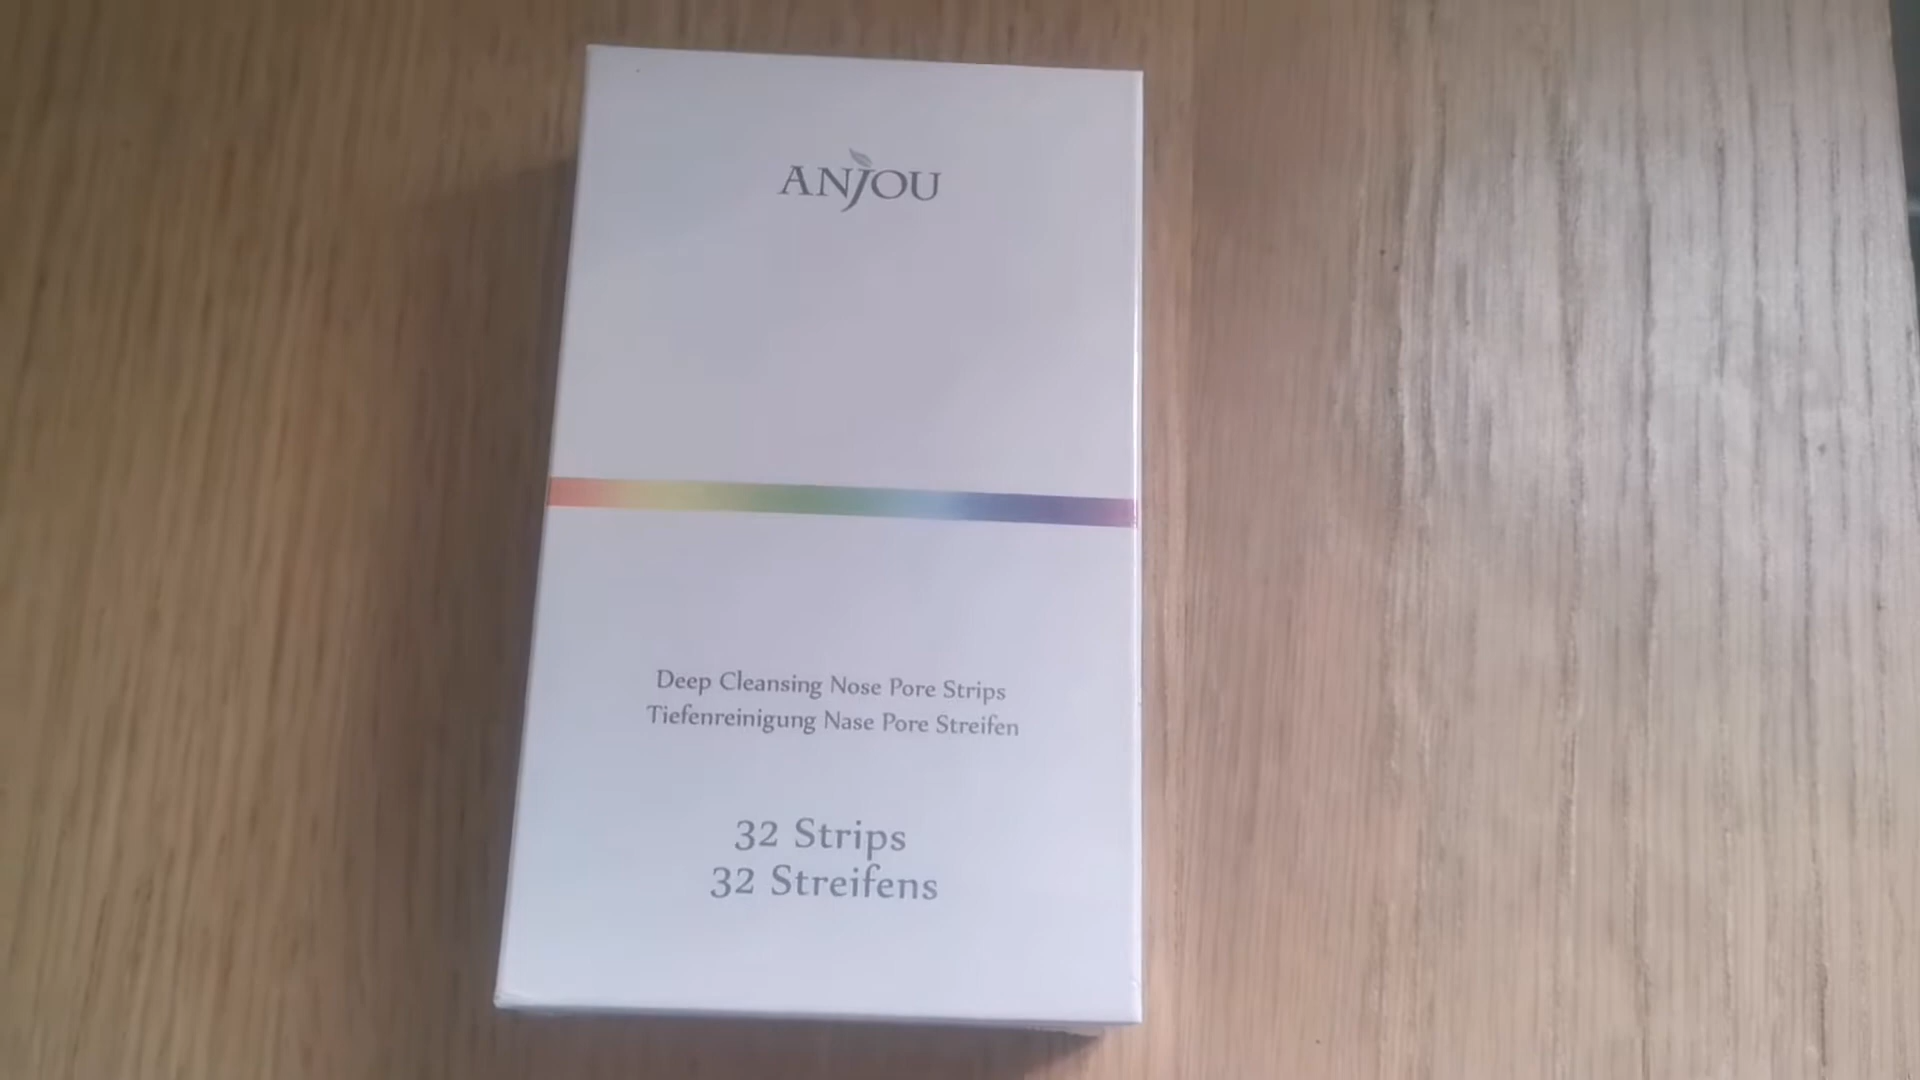 ANJOU
Deep Cleansing Nose Pore Strips
Tiefenreinigung Nase Pore Streifen
32 Strips
32 Streifens